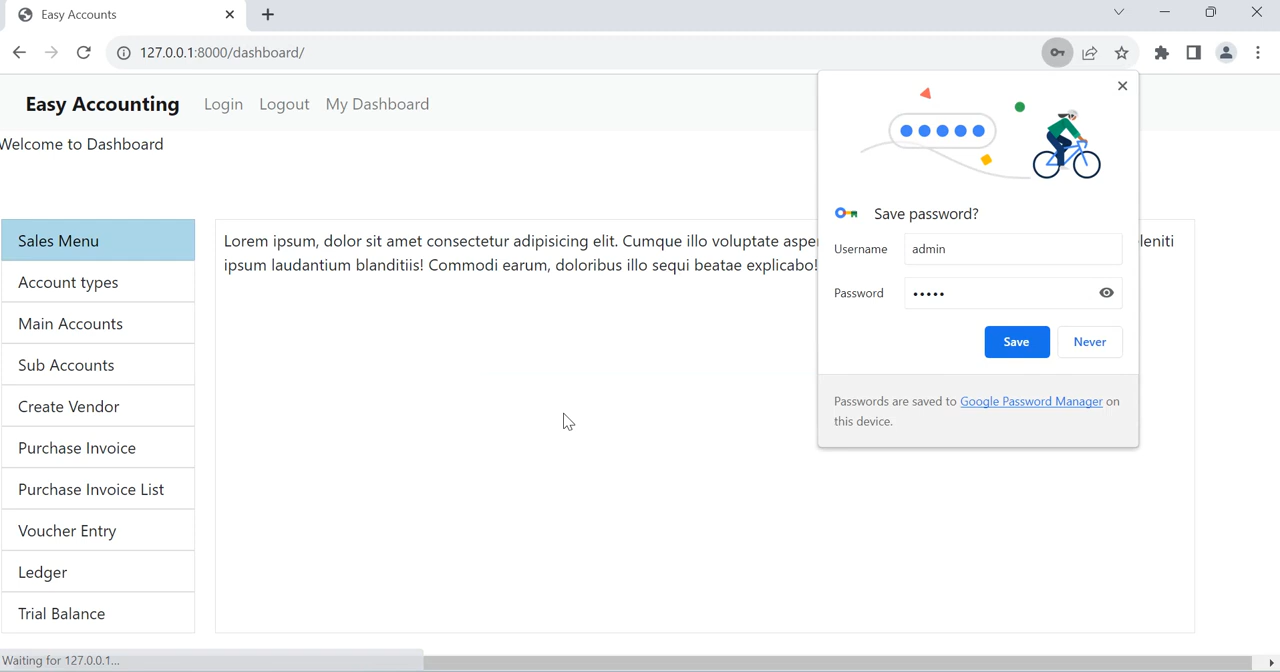 Easy Accounts
127.0.0.1:8000/dashboard/
Easy Accounting Login Logout My Dashboard
Welcome to Dashboard
Sales Menu
Account types
Main Accounts
Sub Accounts
Create Vendor
Purchase Invoice
Purchase Invoice List
Voucher Entry
Ledger
Trial Balance
Lorem ipsum, dolor sit amet consectetur adipisicing elit. Cumque illo voluptate
ipsum laudantium blanditiis! Commodi earum, doloribus illo sequi beatae explicabo!
Save password?
Username admin
Password •••••
Save Never
Passwords are saved to Google Password Manager on
this device.
Waiting for 127.0.0.1...